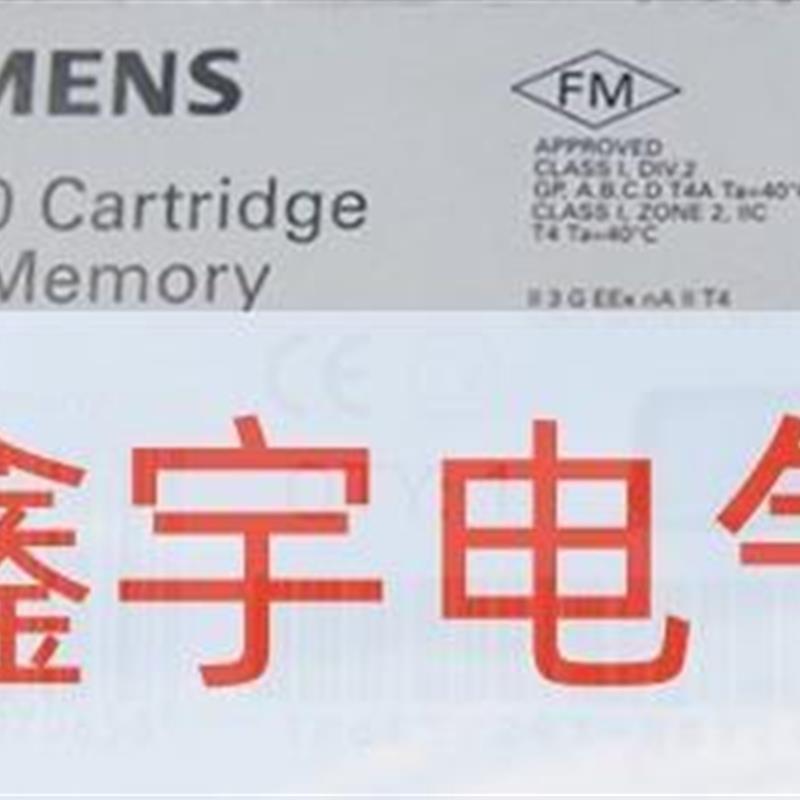 MENS
FM
APPROVED
CLASS I, DIV.2
GP. A.B.C.D T4A Ta=40°C
CLASS I, ZONE 2, IIC
T4 Ta=40°C
0 Cartridge
Memory
II 3 G EEx nA II T4
CE
鑫宇电气